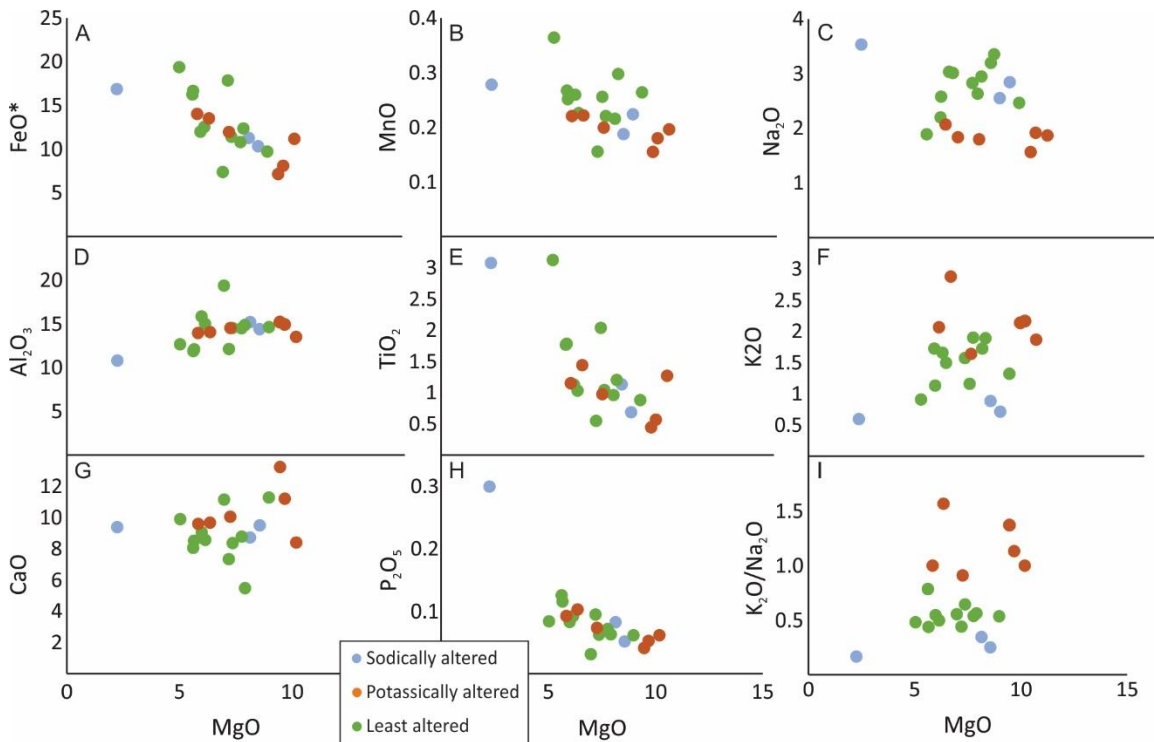 A
25
20
15
10
5
FeO*
B
0.4
0.3
0.2
0.1
MnO
C
4
3
2
1
Na₂O
D
20
15
10
5
Al₂O₃
E
3
2.5
2
1.5
1
0.5
TiO₂
F
3
2.5
2
1.5
1
0.5
K2O
G
12
10
8
6
4
2
CaO
H
0.3
0.2
0.1
P₂O₅
I
1.5
1.0
0.5
K₂O/Na₂O
Sodically altered
Potassically altered
Least altered
0 5 10
MgO
5 10 15
MgO
0 5 10 15
MgO